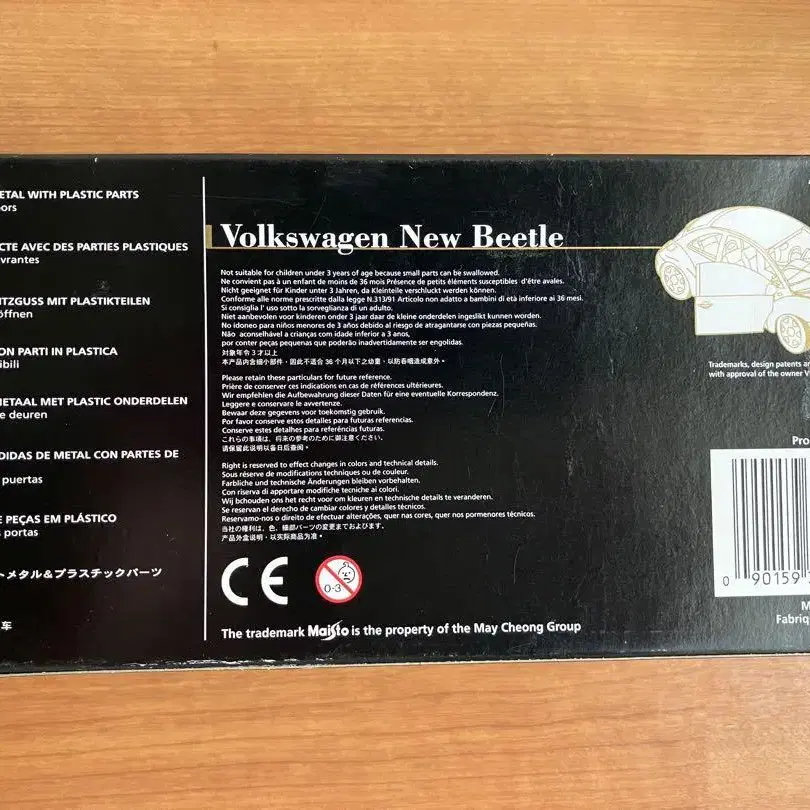 ETAL WITH PLASTIC PARTS
ors
CTE AVEC DES PARTIES PLASTIQUES
vrantes
ITZGUSS MIT PLASTIKTEILEN
öffnen
ON PARTI IN PLASTICA
ibili
METAAL MET PLASTIC ONDERDELEN
e deuren
DIDAS DE METAL CON PARTES DE
puertas
E PEÇAS EM PLÁSTICO
s portas
トメタル&プラスチックパーツ
车
Volkswagen New Beetle
Not suitable for children under 3 years of age because small parts can be swallowed.
Ne convient pas à un enfant de moins de 36 mois Présence de petits éléments susceptibles d'être avales.
Nicht geeignet für Kinder unter 3 Jahren, da Kleinteile verschluckt werden können.
Conforme alle norme prescritte dalla legge N.313/91 Articolo non adatto a bambini di età inferiore ai 36 mesi.
Si consiglia l' uso sotto la sorveglianza di un adulto.
Niet aanbevolen voor kinderen onder 3 jaar daar de kleine onderdelen ingeslikt kunnen worden.
No idoneo para niños menores de 3 años debido al riesgo de atragantarse con piezas pequeñas.
Não aconselhável a crianças com idade inferior a 3 anos,
por conter peças pequenas que poderão inadvertidamente ser engolidas.
対象年令3才以上
本产品内含细小部件，因此不适合 36 个月以下之幼童，以防吞咽造成意外。
Please retain these particulars for future reference.
Prière de conserver ces indications en cas de références ultérieures.
Wir empfehlen die Aufbewahrung dieser Daten für eine eventuelle Korrespondenz.
Leggere e conservare le avvertenze.
Bewaar deze gegevens voor toekomstig gebruik.
Por favor conserve estos detalles para futuras referencias.
Conserve estes detalhes para referências futuras.
これらの事項は、将来の参考のために御注意ください。
请保留此说明以备日后查阅。
Right is reserved to effect changes in colors and technical details.
Sous réserve de modifications techniques ou de couleur.
Farbliche und technische Änderungen bleiben vorbehalten.
Con riserva di apportare modifiche tecniche ai colori.
Wij behouden ons het recht voor om kleuren en technische details te veranderen.
Se reservan el derecho de cambiar colores y detalles técnicos.
Reservamo-nos o direito de efectuar alterações, quer nas cores, quer nos pormenores técnicos.
当社の権利は、色、細部パーツの変更までおよびます。
产品外盒说明，以实际商品为准。
CE
0-3
The trademark Maisto is the property of the May Cheong Group
Trademarks, design patents an
with approval of the owner V
Pro
0 90159
M
Fabriq